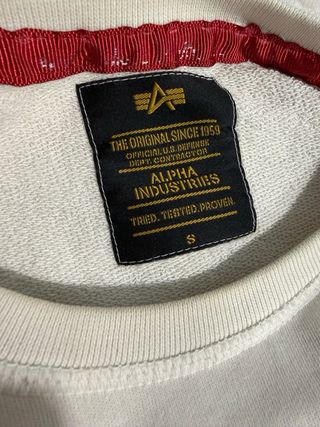 THE ORIGINAL SINCE 1959
OFFICIAL U.S. DEFENSE
DEPT. CONTRACTOR
ALPHA
INDUSTRIES
TRIED. TESTED. PROVEN.
S